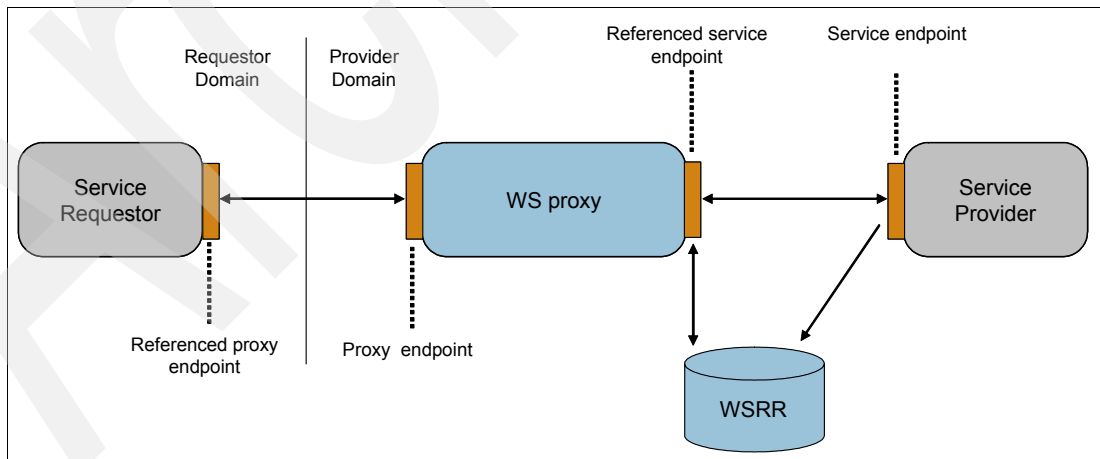 Requestor
Domain
Provider
Domain
Referenced service
endpoint
Service endpoint
Service
Requestor
WS proxy
Service
Provider
Referenced proxy
endpoint
Proxy endpoint
WSRR